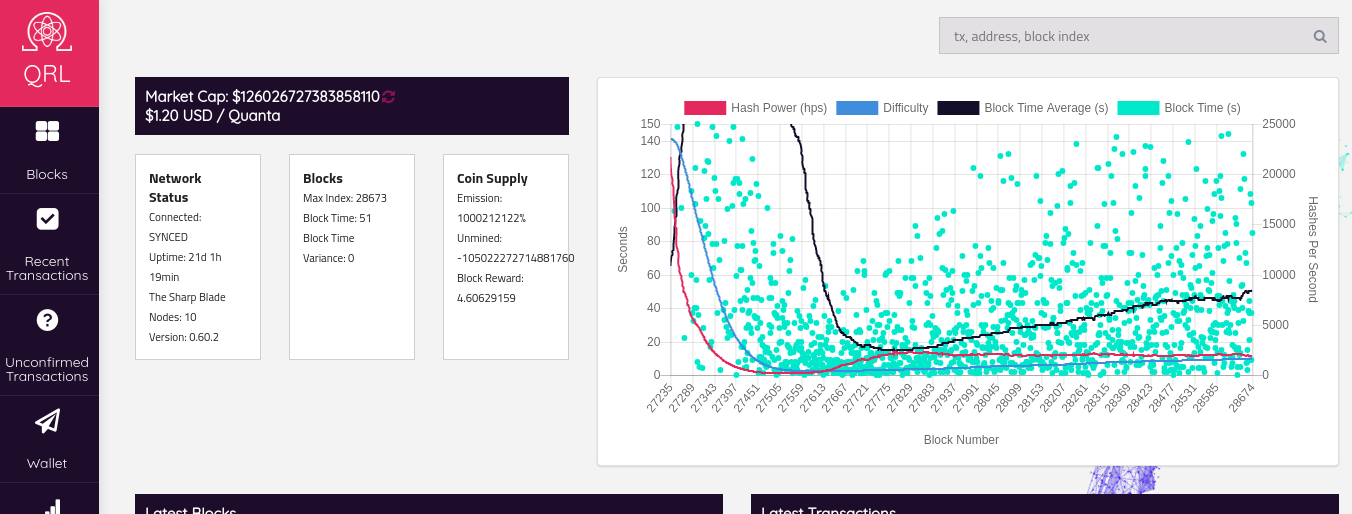 QRL
Blocks
Recent
Transactions
Unconfirmed
Transactions
Wallet
tx, address, block index
Market Cap: $126026727383858110
$1.20 USD / Quanta
Network
Status
Connected:
SYNCED
Uptime: 21d 1h
19min
The Sharp Blade
Nodes: 10
Version: 0.60.2
Blocks
Max Index: 28673
Block Time: 51
Block Time
Variance: 0
Coin Supply
Emission:
1000212122%
Unmined:
-105022272714881760
Block Reward:
4.60629159
Hash Power (hps) Difficulty Block Time Average (s) Block Time (s)
Seconds
150
140
120
100
80
60
40
20
0
25000
20000
15000
10000
5000
0
Hashes Per Second
27235 27289 27343 27397 27451 27505 27559 27613 27667 27721 27775 27829 27883 27937 27991 28045 28099 28153 28207 28261 28315 28369 28423 28477 28531 28585 28674
Block Number
Latest Blocks
Latest Transactions